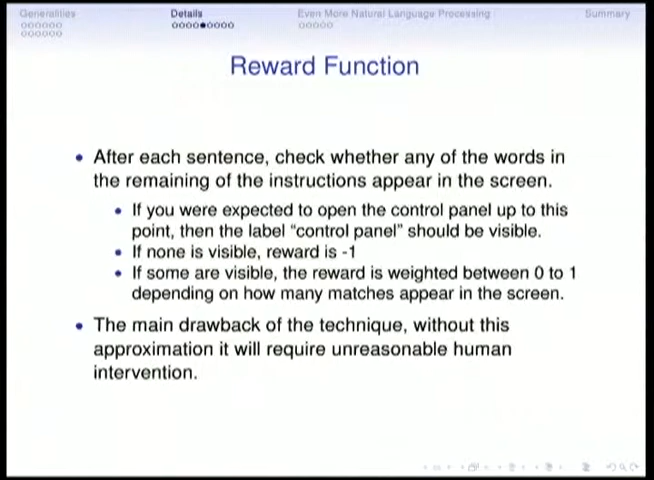 Generalities
Details
Even More Natural Language Processing
Summary
Reward Function
After each sentence, check whether any of the words in
the remaining of the instructions appear in the screen.
If you were expected to open the control panel up to this
point, then the label “control panel” should be visible.
If none is visible, reward is -1
If some are visible, the reward is weighted between 0 to 1
depending on how many matches appear in the screen.
The main drawback of the technique, without this
approximation it will require unreasonable human
intervention.